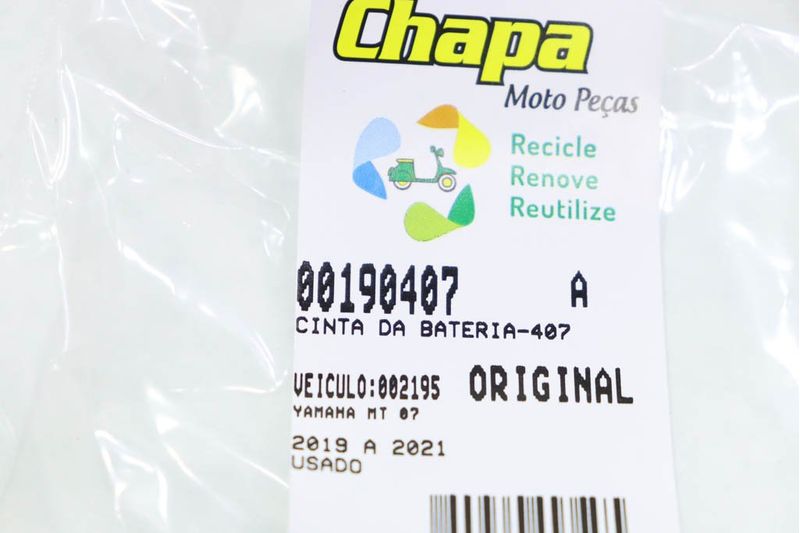 Chapa
Moto Peças
Recicle
Renove
Reutilize
00190407 A
CINTA DA BATERIA-407
VEICULO:002195 ORIGINAL
YAMAHA MT 07
2019 A 2021
USADO